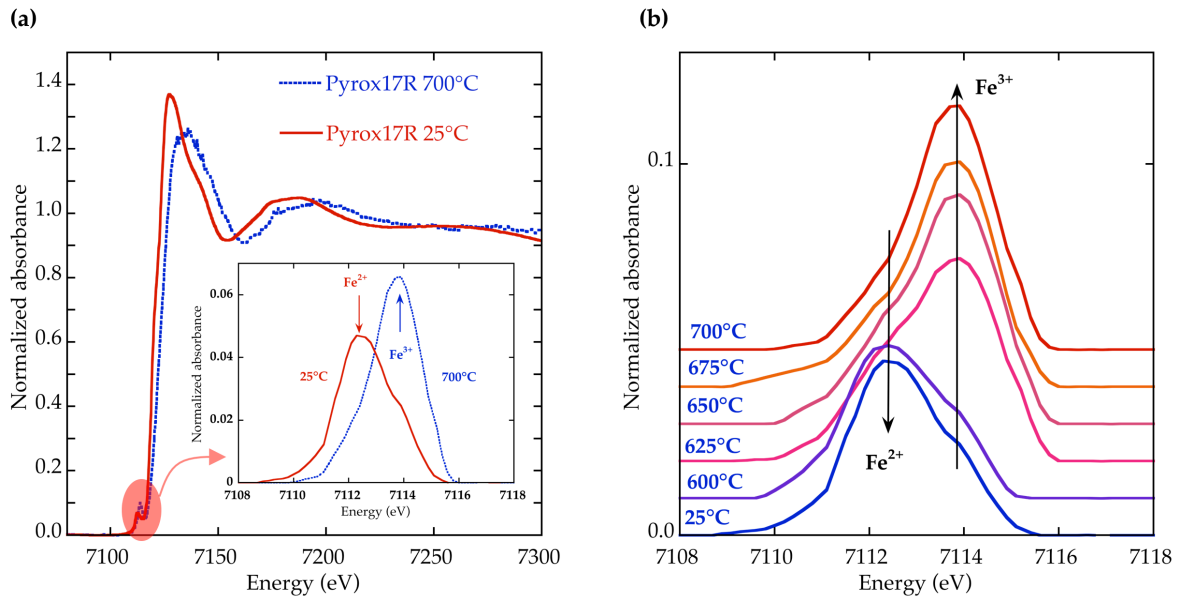 (a)
Normalized absorbance
1.4
1.2
1.0
0.8
0.6
0.4
0.2
0.0
Pyrox17R 700°C
Pyrox17R 25°C
7100
7150
7200
7250
7300
Energy (eV)
Normalized absorbance
0.06
0.04
0.02
0
Fe²⁺
Fe³⁺
25°C
700°C
7108
7110
7112
7114
7116
7118
Energy (eV)
(b)
Normalized absorbance
0.1
0.0
Fe³⁺
700°C
675°C
650°C
625°C
600°C
25°C
Fe²⁺
7108
7110
7112
7114
7116
7118
Energy (eV)